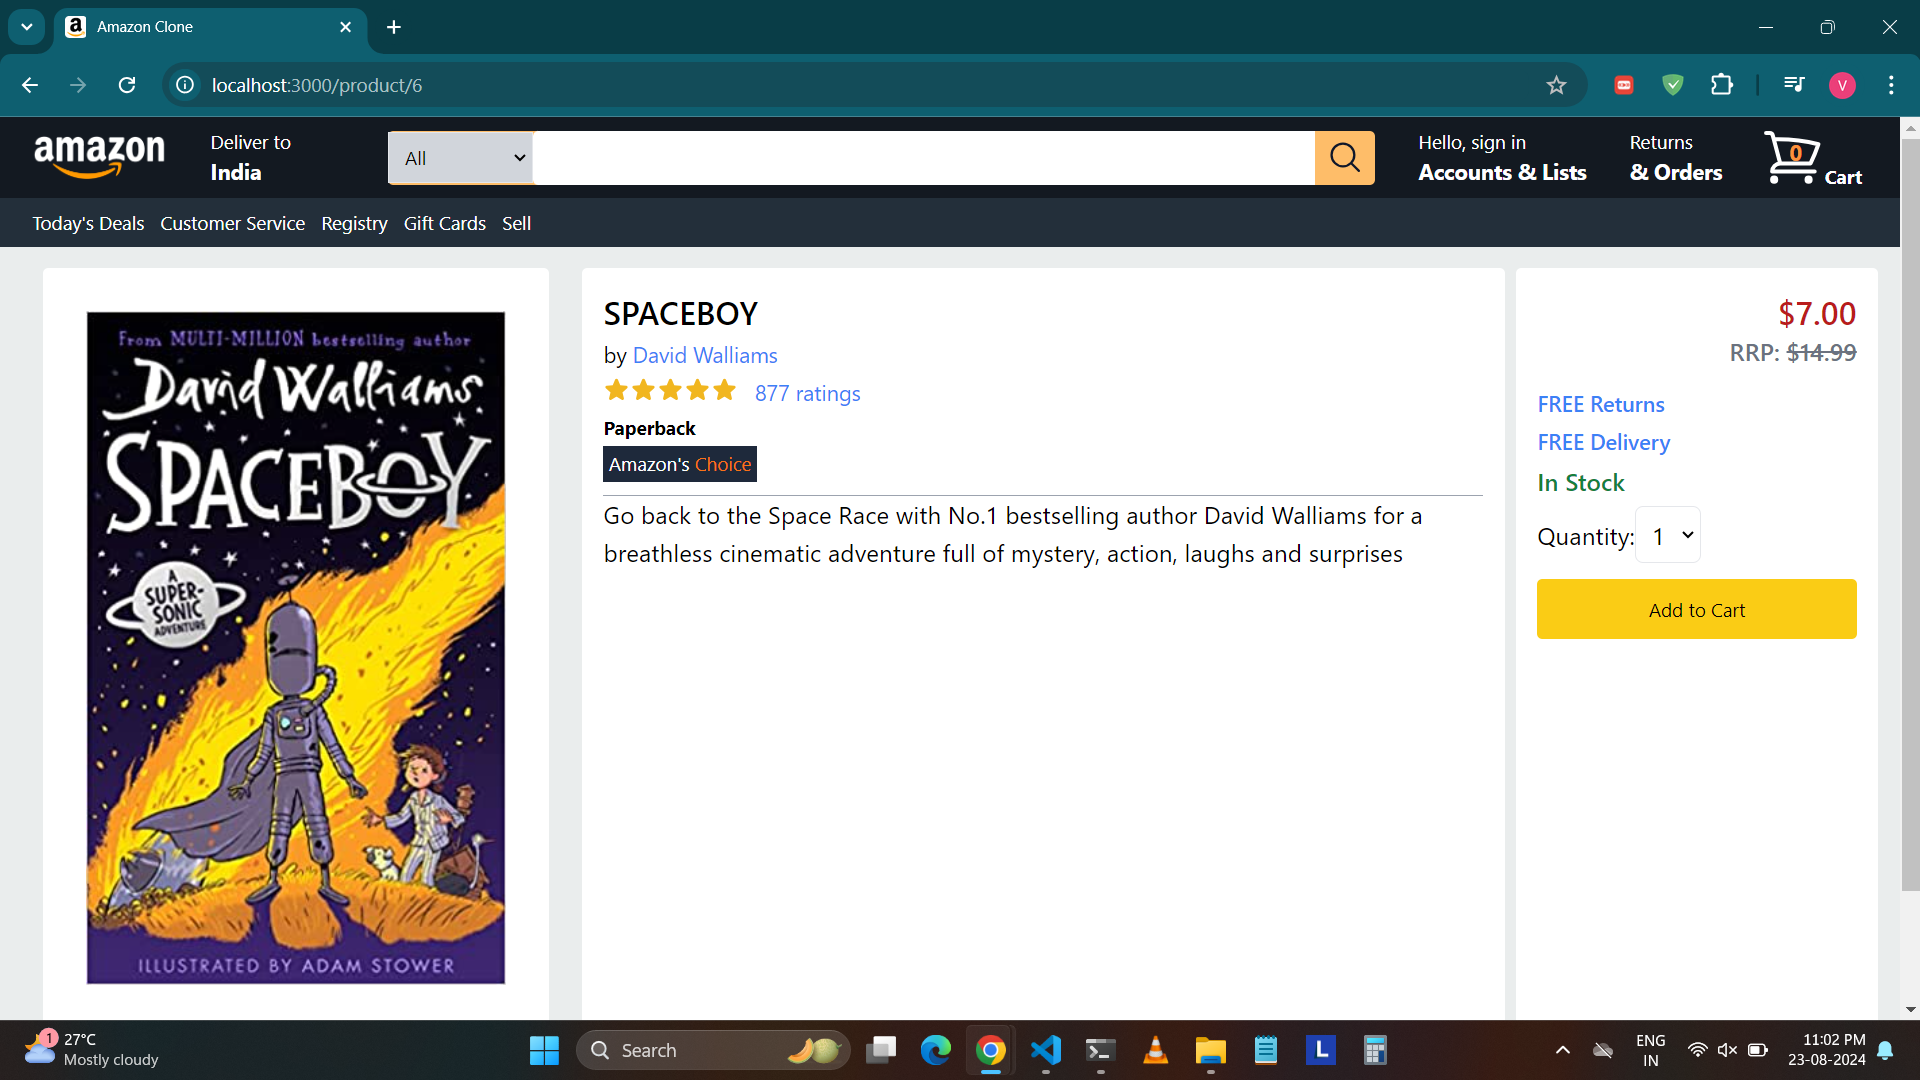 Amazon Clone
localhost:3000/product/6
V
amazon
Deliver to
India
All
Hello, sign in
Accounts & Lists
Returns
& Orders
0
Cart
Today's Deals Customer Service Registry Gift Cards Sell
From MULTI-MILLION bestselling author
David Walliams
SPACEBOY
A
SUPER-
SONIC
ADVENTURE
ILLUSTRATED BY ADAM STOWER
SPACEBOY
by David Walliams
877 ratings
Paperback
Amazon's Choice
Go back to the Space Race with No.1 bestselling author David Walliams for a
breathless cinematic adventure full of mystery, action, laughs and surprises
$7.00
RRP: $14.99
FREE Returns
FREE Delivery
In Stock
Quantity: 1
Add to Cart
1
27°C
Mostly cloudy
Search
L
ENG
IN
11:02 PM
23-08-2024